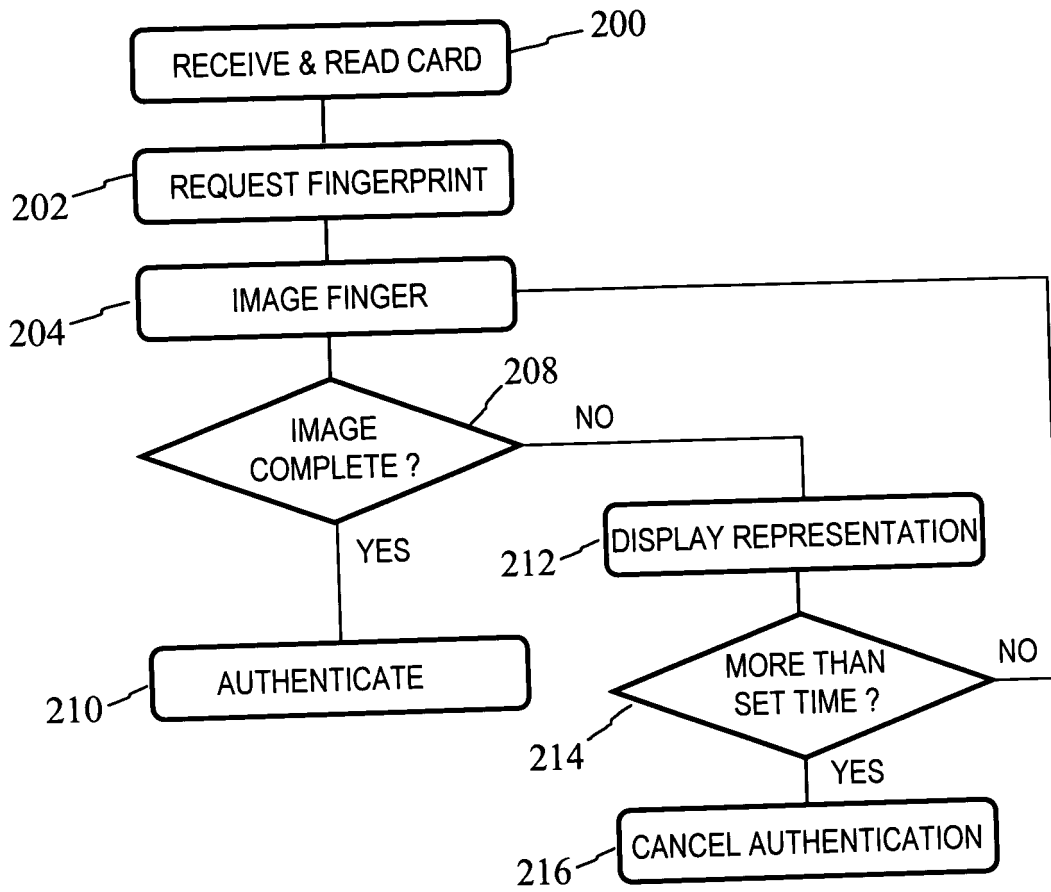 RECEIVE & READ CARD
200
REQUEST FINGERPRINT
202
IMAGE FINGER
204
208
IMAGE
COMPLETE ?
NO
YES
DISPLAY REPRESENTATION
212
AUTHENTICATE
210
MORE THAN
SET TIME ?
NO
214
YES
CANCEL AUTHENTICATION
216